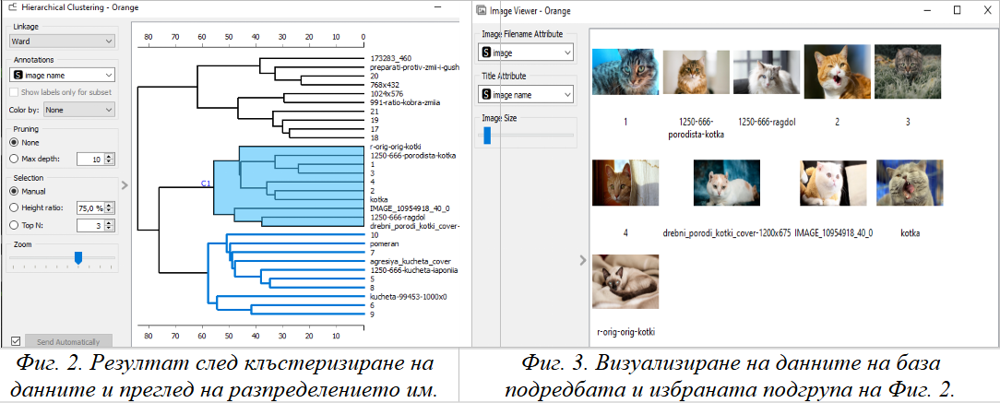 Hierarchical Clustering - Orange
Linkage
Ward
Annotations
S image name
Show labels only for subset
Color by: None
Pruning
None
Max depth: 10
Selection
Manual
Height ratio: 75,0 %
Top N: 3
Zoom
Send Automatically
80 70 60 50 40 30 20 10 0
173283_460
preparati-protiv-zmii-i-gush
20
768x432
1024x576
991-ratio-kobra-zmiia
21
19
17
18
C1
r-orig-orig-kotki
1250-666-porodista-kotka
1
3
4
2
kotka
IMAGE_10954918_40_0
1250-666-ragdol
drebni_porodi_kotki_cover-
10
pomeran
7
agresiya_kucheta_cover
1250-666-kucheta-iaponiia
5
8
kucheta-99453-1000x0
6
9
80 70 60 50 40 30 20 10 0
Image Viewer - Orange
Image Filename Attribute
S image
Title Attribute
S image name
Image Size
1
1250-666-
porodista-kotka
1250-666-ragdol
2
3
4
drebni_porodi_kotki_cover-1200x675
IMAGE_10954918_40_0
kotka
r-orig-orig-kotki
Фиг. 2. Резултат след клъстеризиране на
данните и преглед на разпределението им.
Фиг. 3. Визуализиране на данните на база
подредбата и избраната подгрупа на Фиг. 2.